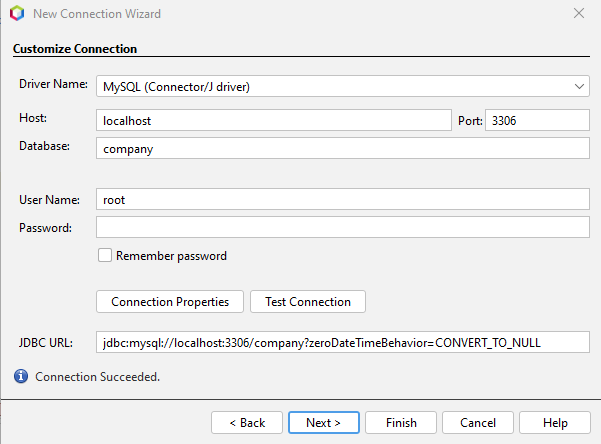 New Connection Wizard
Customize Connection
Driver Name: MySQL (Connector/J driver)
Host: localhost Port: 3306
Database: company
User Name: root
Password:
Remember password
Connection Properties Test Connection
JDBC URL: jdbc:mysql://localhost:3306/company?zeroDateTimeBehavior=CONVERT_TO_NULL
Connection Succeeded.
< Back Next > Finish Cancel Help